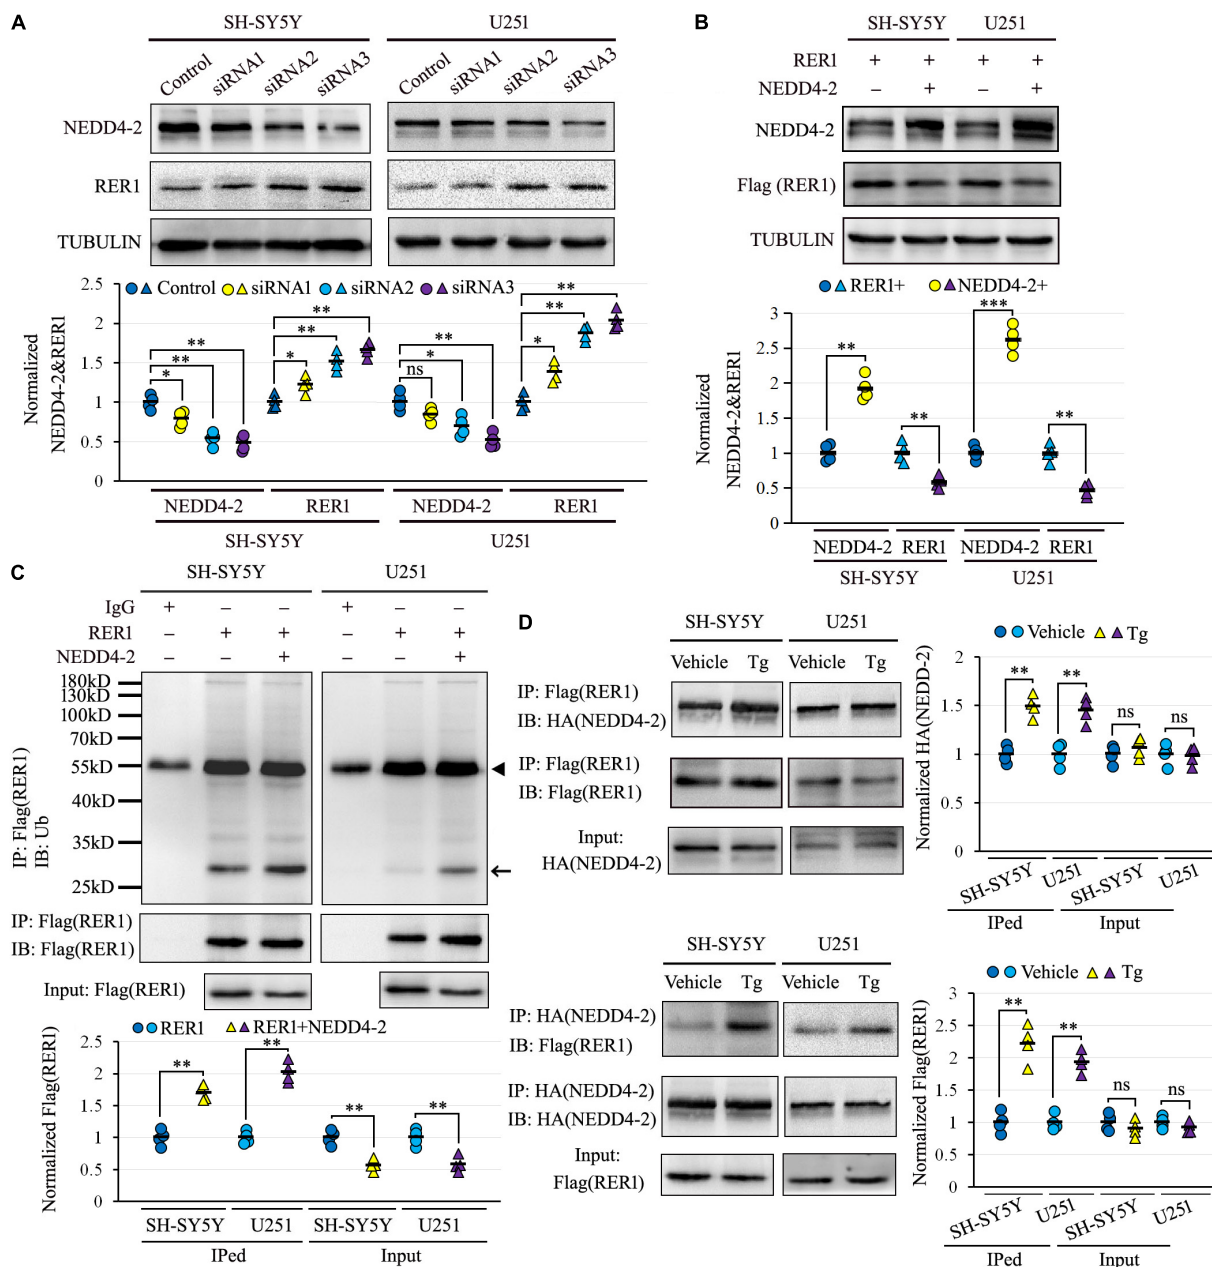 A
SH-SY5Y U251
Control siRNA1 siRNA2 siRNA3 Control siRNA1 siRNA2 siRNA3
NEDD4-2
RER1
TUBULIN
Control siRNA1 siRNA2 siRNA3
Normalized
NEDD4-2&RER1
2.5
2
1.5
1
0.5
0
* ** ** * ** ** ns * ** * ** **
NEDD4-2 RER1 NEDD4-2 RER1
SH-SY5Y U251
B
SH-SY5Y U251
RER1 + + + +
NEDD4-2 – + – +
NEDD4-2
Flag (RER1)
TUBULIN
RER1+ NEDD4-2+
Normalized
NEDD4-2&RER1
3
2.5
2
1.5
1
0.5
0
** ** *** **
NEDD4-2 RER1 NEDD4-2 RER1
SH-SY5Y U251
C
SH-SY5Y U251
IgG + – – + – –
RER1 – + + – + +
NEDD4-2 – – + – – +
180kD
130kD
100kD
70kD
55kD
40kD
35kD
25kD
IP: Flag(RER1)
IB: Ub
IP: Flag(RER1)
IB: Flag(RER1)
Input: Flag(RER1)
RER1 RER1+NEDD4-2
Normalized Flag(RER1)
2.5
2
1.5
1
0.5
0
** ** ** **
SH-SY5Y U251 SH-SY5Y U251
IPed Input
D
SH-SY5Y U251
Vehicle Tg Vehicle Tg
IP: Flag(RER1)
IB: HA(NEDD4-2)
IP: Flag(RER1)
IB: Flag(RER1)
Input:
HA(NEDD4-2)
Vehicle Tg
Normalized HA(NEDD-2)
2
1.5
1
0.5
0
** ** ns ns
SH-SY5Y U251 SH-SY5Y U251
IPed Input
SH-SY5Y U251
Vehicle Tg Vehicle Tg
IP: HA(NEDD4-2)
IB: Flag(RER1)
IP: HA(NEDD4-2)
IB: HA(NEDD4-2)
Input:
Flag(RER1)
Vehicle Tg
Normalized Flag(RER1)
3
2.5
2
1.5
1
0.5
0
** ** ns ns
SH-SY5Y U251 SH-SY5Y U251
IPed Input